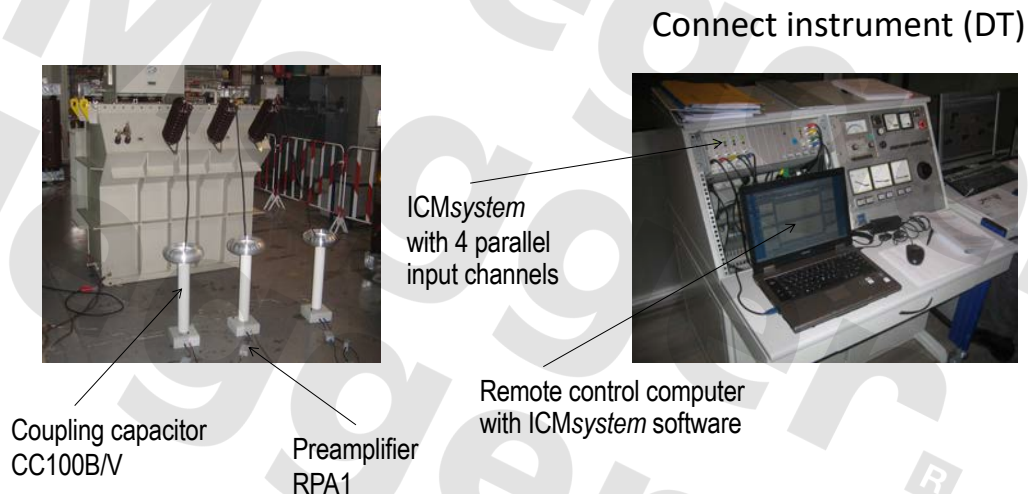 Connect instrument (DT)
ICMsystem
with 4 parallel
input channels
Remote control computer
with ICMsystem software
Coupling capacitor
CC100B/V
Preamplifier
RPA1
Megger
R